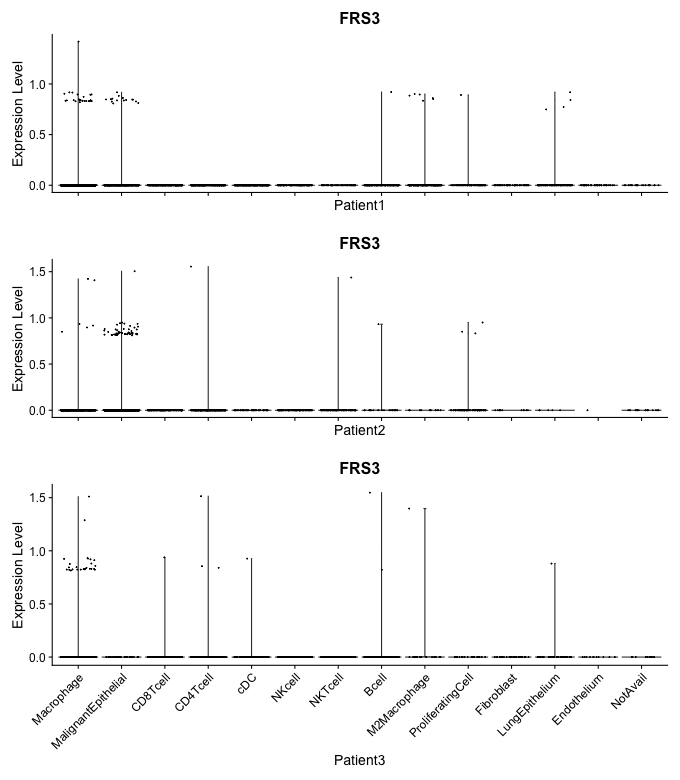 FRS3
Expression Level
1.0
0.5
0.0
Patient1
FRS3
Expression Level
1.5
1.0
0.5
0.0
Patient2
FRS3
Expression Level
1.5
1.0
0.5
0.0
Macrophage
MalignantEpithelial
CD8Tcell
CD4Tcell
cDC
NKcell
NKTcell
Bcell
M2Macrophage
ProliferatingCell
Fibroblast
LungEpithelium
Endothelium
NotAvail
Patient3